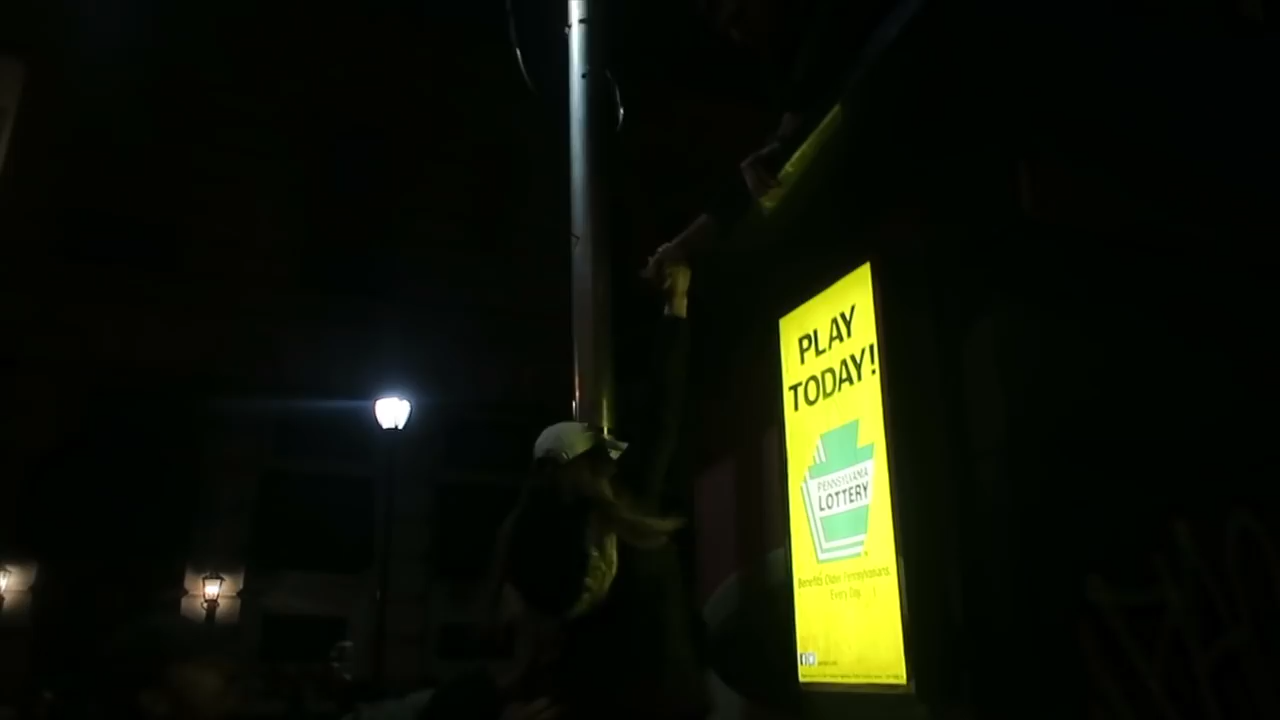 PLAY
TODAY!
PENNSYLVANIA
LOTTERY
Benefits Older Pennsylvanians.
Every Day.